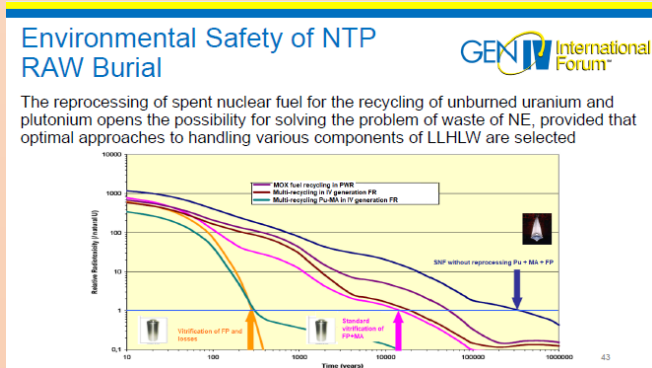 Environmental Safety of NTP
RAW Burial
GEN IV International
Forum™
The reprocessing of spent nuclear fuel for the recycling of unburned uranium and
plutonium opens the possibility for solving the problem of waste of NE, provided that
optimal approaches to handling various components of LLHLW are selected
10000
1000
100
10
1
0,1
Relative Radiotoxicity (/ natural U)
MOX fuel recycling in PWR
Multi-recycling in IV generation FR
Multi-recycling Pu-MA in IV generation FR
SNF without reprocessing Pu + MA + FP
Vitrification of FP and
losses
Standard
vitrification of
FP+MA
10
100
1000
10000
100000
1000000
Time (years)
43